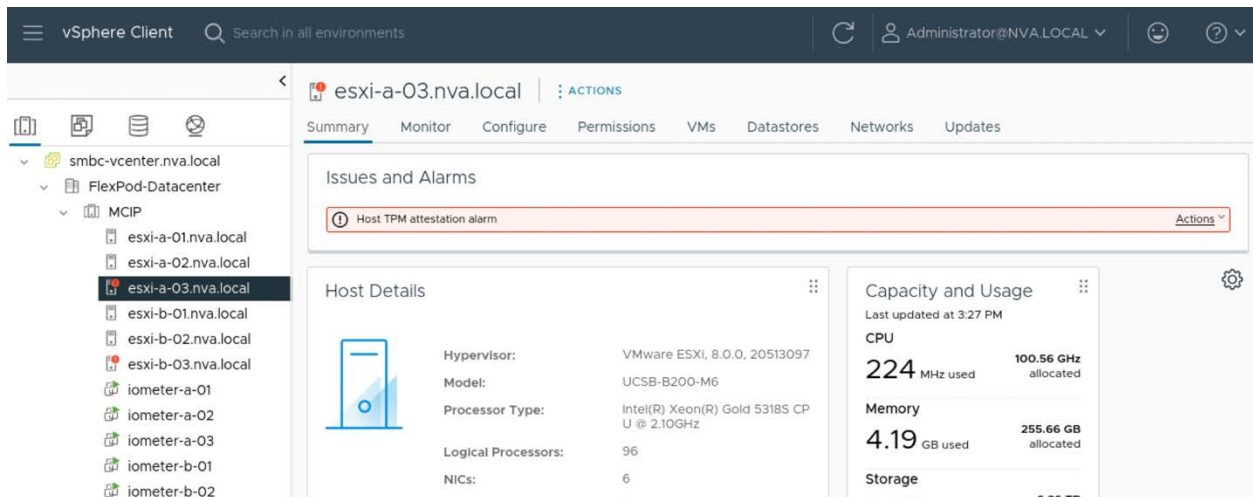 vSphere Client
Search in all environments
Administrator@NVA.LOCAL
esxi-a-03.nva.local
ACTIONS
Summary Monitor Configure Permissions VMs Datastores Networks Updates
smbc-vcenter.nva.local
FlexPod-Datacenter
MCIP
esxi-a-01.nva.local
esxi-a-02.nva.local
esxi-a-03.nva.local
esxi-b-01.nva.local
esxi-b-02.nva.local
esxi-b-03.nva.local
iometer-a-01
iometer-a-02
iometer-a-03
iometer-b-01
iometer-b-02
Issues and Alarms
Host TPM attestation alarm
Actions
Host Details
Hypervisor: VMware ESXi, 8.0.0, 20513097
Model: UCSB-B200-M6
Processor Type: Intel(R) Xeon(R) Gold 5318S CP
U @ 2.10GHz
Logical Processors: 96
NICs: 6
Capacity and Usage
Last updated at 3:27 PM
CPU
224 MHz used
100.56 GHz
allocated
Memory
4.19 GB used
255.66 GB
allocated
Storage